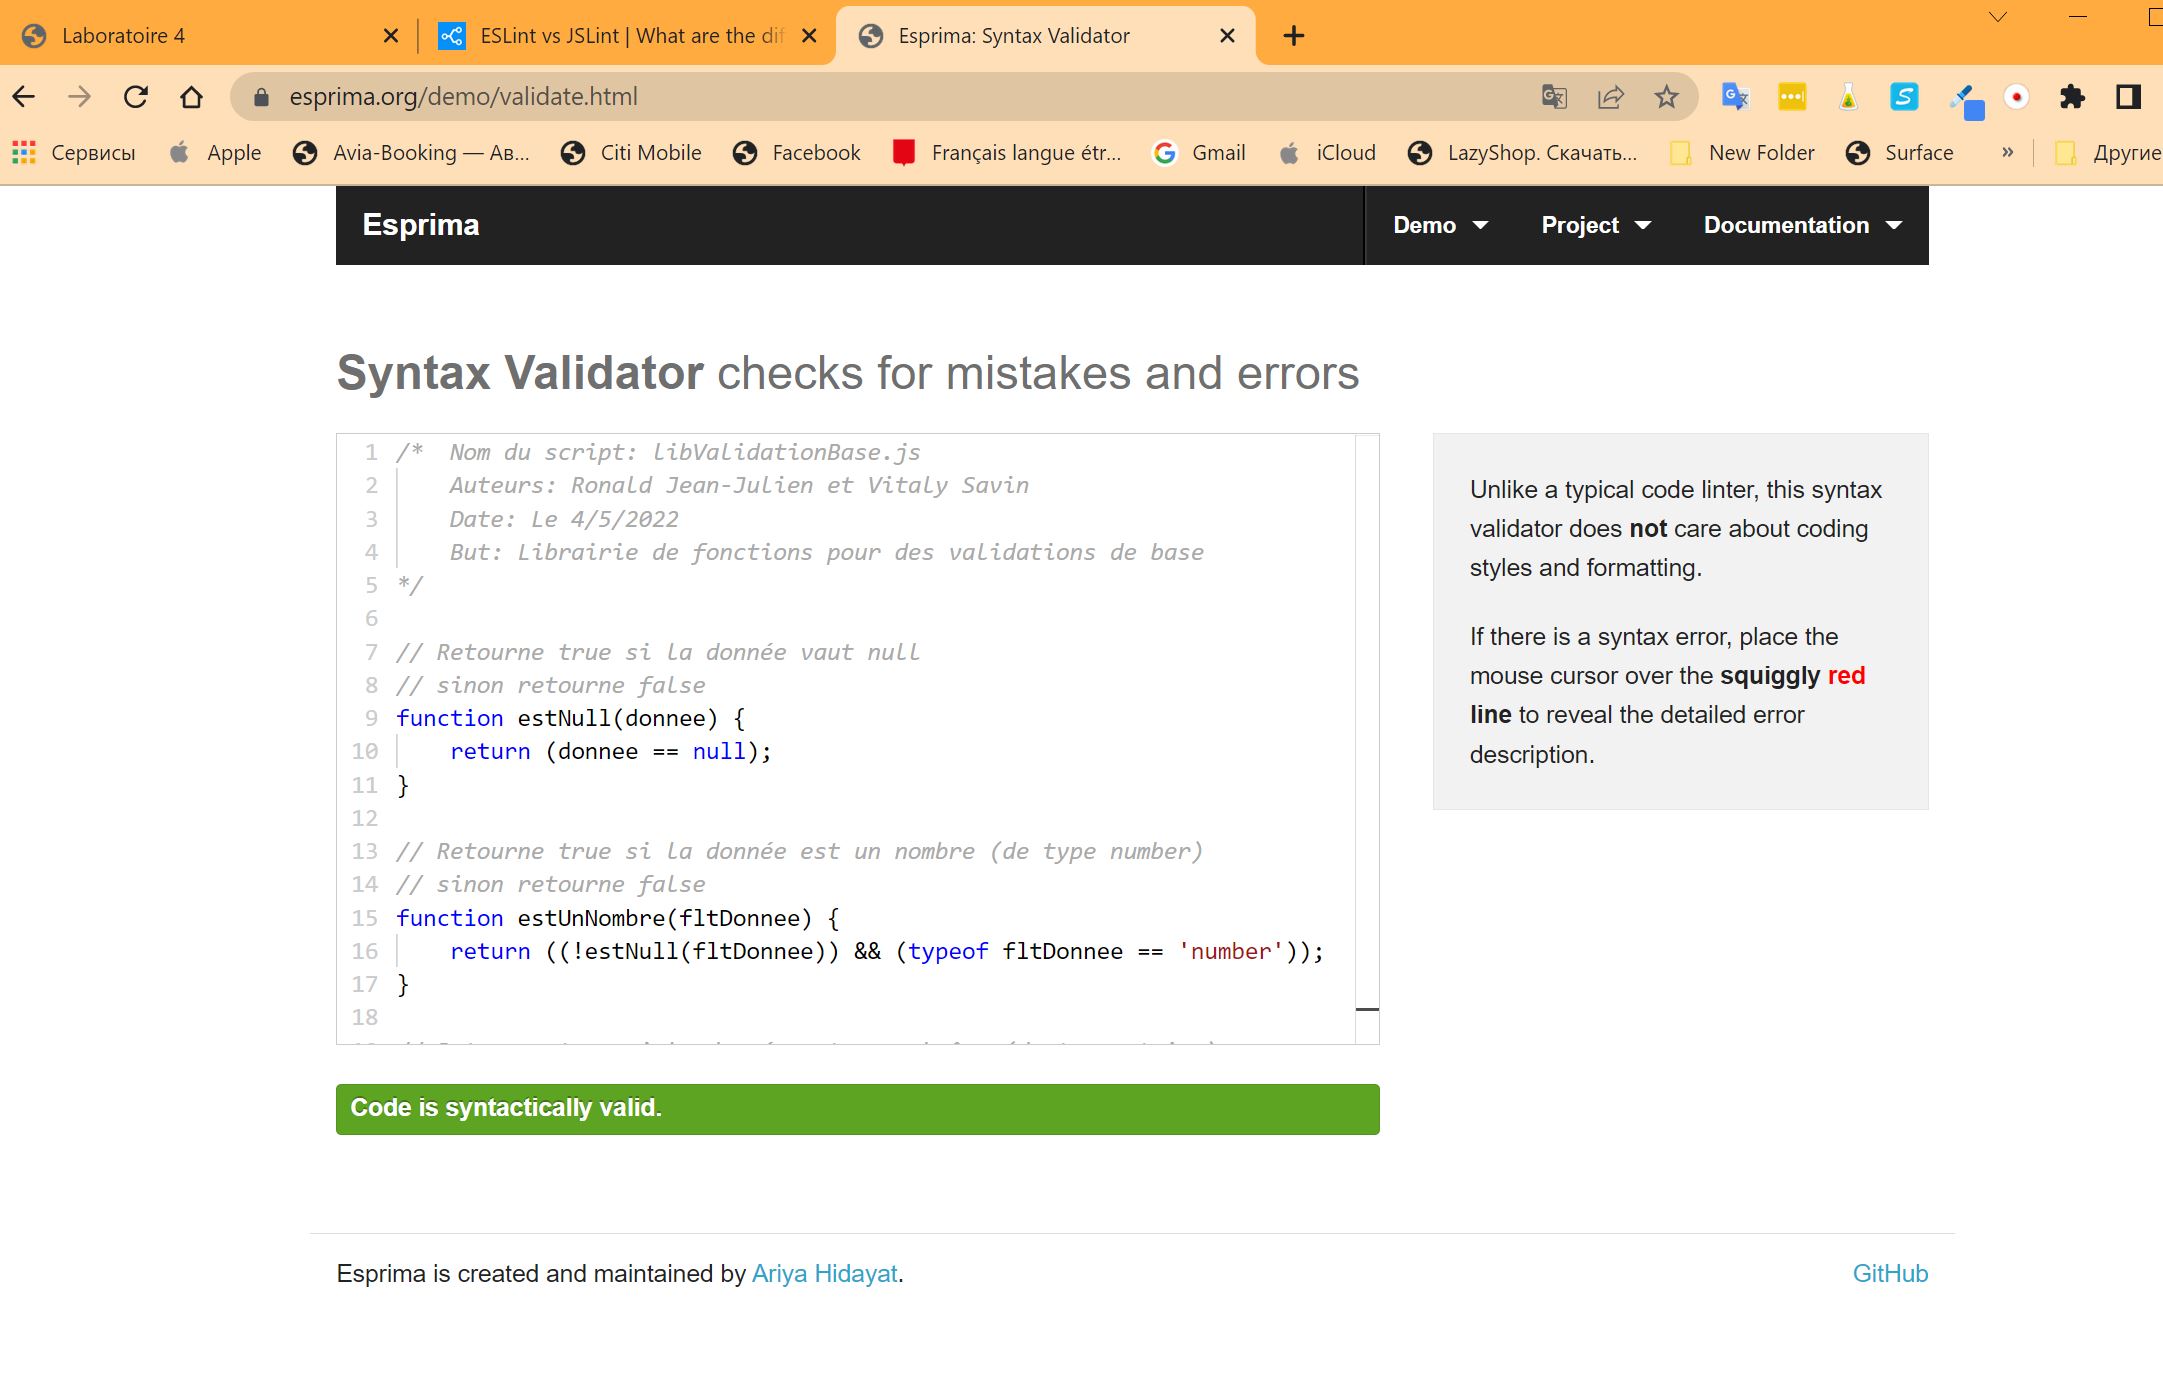 Laboratoire 4
ESLint vs JSLint | What are the dif
Esprima: Syntax Validator
esprima.org/demo/validate.html
Сервисы Apple Avia-Booking — Ав... Citi Mobile Facebook Français langue étr... Gmail iCloud LazyShop. Скачать... New Folder Surface » Другие
Esprima Demo Project Documentation
Syntax Validator checks for mistakes and errors
1 /*  Nom du script: libValidationBase.js
2     Auteurs: Ronald Jean-Julien et Vitaly Savin
3     Date: Le 4/5/2022
4     But: Librairie de fonctions pour des validations de base
5 */
6
7 // Retourne true si la donnée vaut null
8 // sinon retourne false
9 function estNull(donnee) {
10     return (donnee == null);
11 }
12
13 // Retourne true si la donnée est un nombre (de type number)
14 // sinon retourne false
15 function estUnNombre(fltDonnee) {
16     return ((!estNull(fltDonnee)) && (typeof fltDonnee == 'number'));
17 }
18
Unlike a typical code linter, this syntax
validator does not care about coding
styles and formatting.
If there is a syntax error, place the
mouse cursor over the squiggly red
line to reveal the detailed error
description.
Code is syntactically valid.
Esprima is created and maintained by Ariya Hidayat.
GitHub